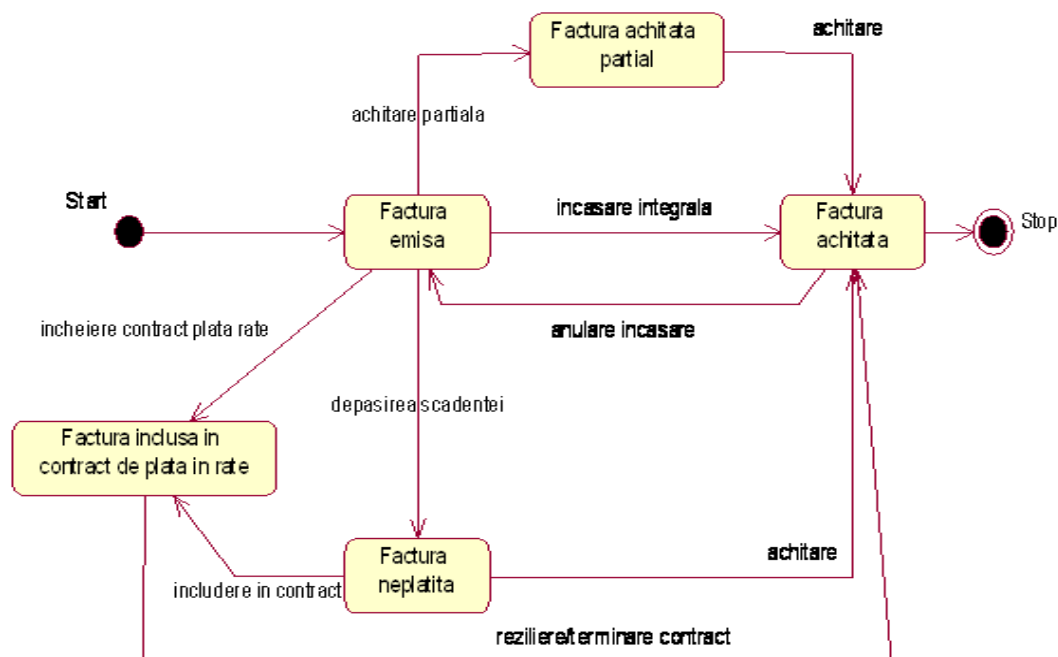 Factura achitata
partial
achitare
achitare partiala
Start
Factura
emisa
incasare integrala
Factura
achitata
Stop
incheiere contract plata rate
anulare incasare
depasirea scadentei
Factura inclusa in
contract de plata in rate
Factura
neplatita
achitare
includere in contract
reziliere/terminare contract